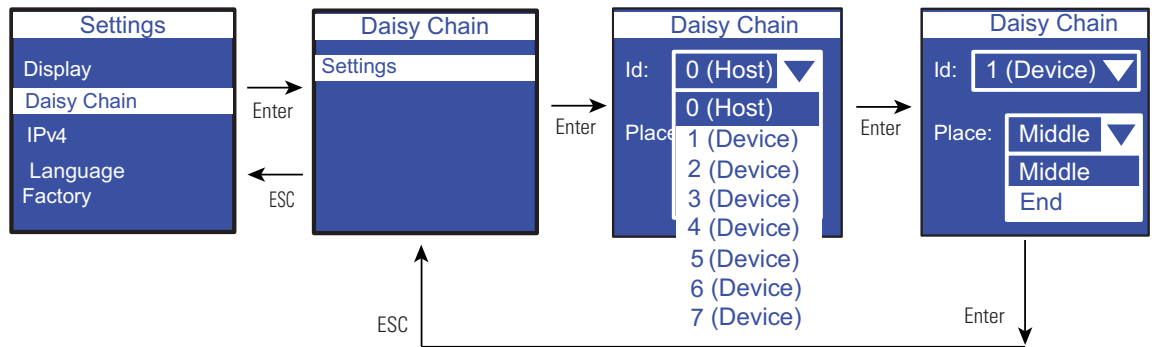 Settings
Display
Daisy Chain
IPv4
Language
Factory
Enter
ESC
Daisy Chain
Settings
Enter
Daisy Chain
Id: 0 (Host)
0 (Host)
Place
1 (Device)
2 (Device)
3 (Device)
4 (Device)
5 (Device)
6 (Device)
7 (Device)
Enter
Daisy Chain
Id: 1 (Device)
Place: Middle
Middle
End
ESC
Enter